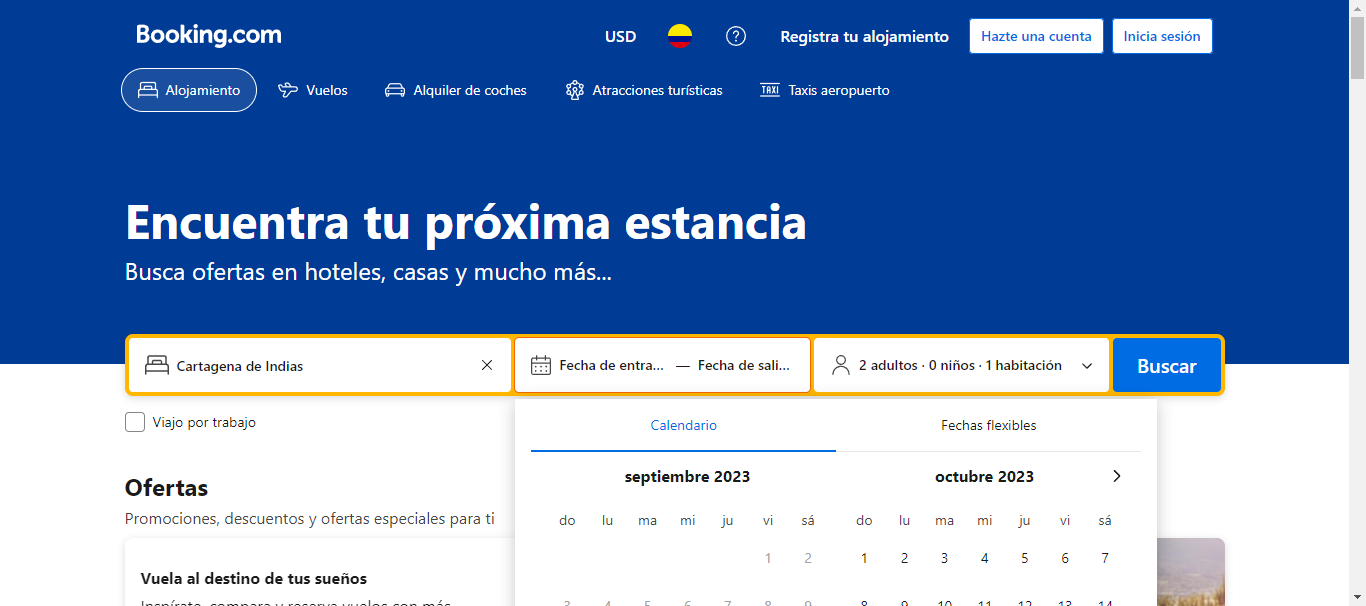 Booking.com
USD
Registra tu alojamiento
Hazte una cuenta
Inicia sesión
Alojamiento
Vuelos
Alquiler de coches
Atracciones turísticas
TAXI
Taxis aeropuerto
Encuentra tu próxima estancia
Busca ofertas en hoteles, casas y mucho más...
Cartagena de Indias
Fecha de entra... — Fecha de sali...
2 adultos · 0 niños · 1 habitación
Buscar
Viajo por trabajo
Calendario
Fechas flexibles
septiembre 2023
octubre 2023
do lu ma mi ju vi sá
do lu ma mi ju vi sá
1 2
1 2 3 4 5 6 7
3 4 5 6 7 8 9
8 9 10 11 12 13 14
Ofertas
Promociones, descuentos y ofertas especiales para ti
Vuela al destino de tus sueños
Inspírate, compara y reserva vuelos con más